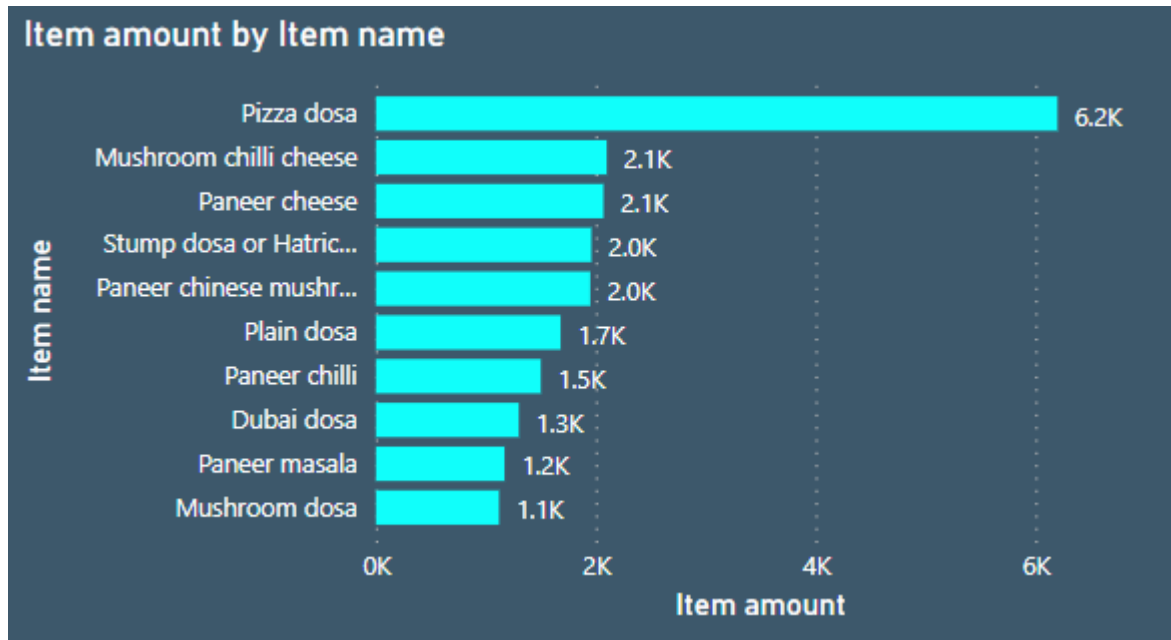 Item amount by Item name
Pizza dosa 6.2K
Mushroom chilli cheese 2.1K
Paneer cheese 2.1K
Stump dosa or Hatric... 2.0K
Paneer chinese mushr... 2.0K
Plain dosa 1.7K
Paneer chilli 1.5K
Dubai dosa 1.3K
Paneer masala 1.2K
Mushroom dosa 1.1K
Item name
0K 2K 4K 6K
Item amount